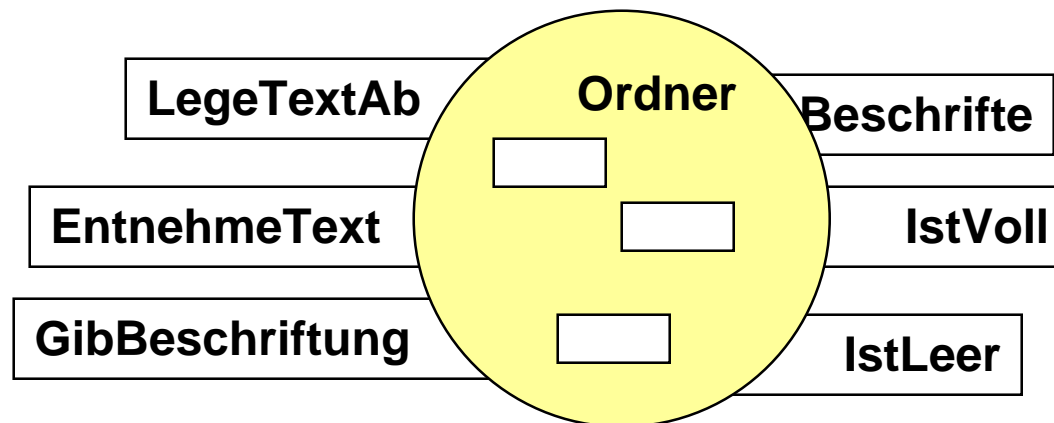 LegeTextAb
Ordner
Beschrifte
EntnehmeText
IstVoll
GibBeschriftung
IstLeer